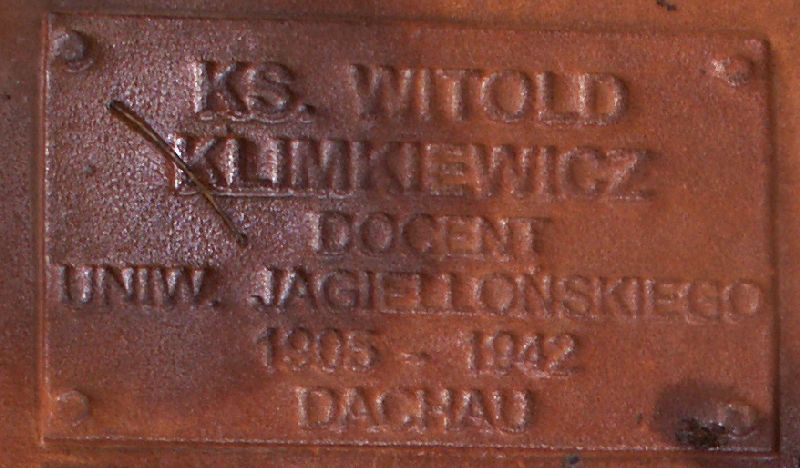 KS. WITOLD
KLIMKIEWICZ
DOCENT
UNIW. JAGIELLOŃSKIEGO
1905 - 1942
DACHAU